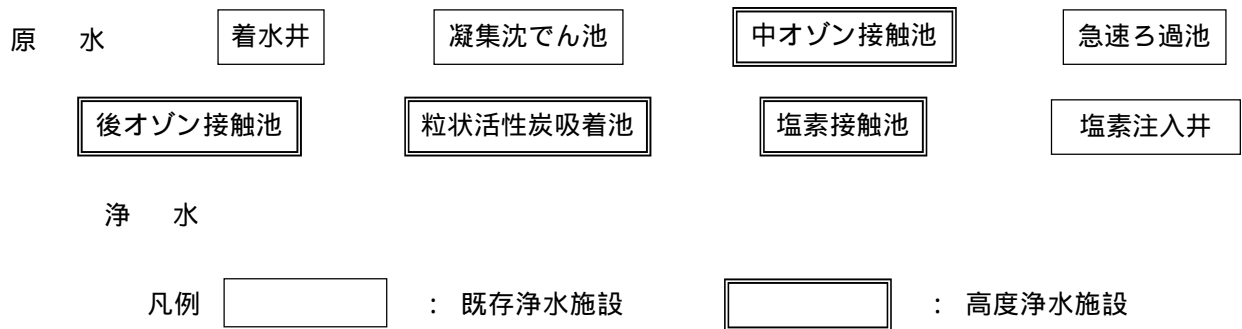 原 水 着水井 凝集沈でん池 中オゾン接触池 急速ろ過池
後オゾン接触池 粒状活性炭吸着池 塩素接触池 塩素注入井
浄 水
凡例 : 既存浄水施設 : 高度浄水施設